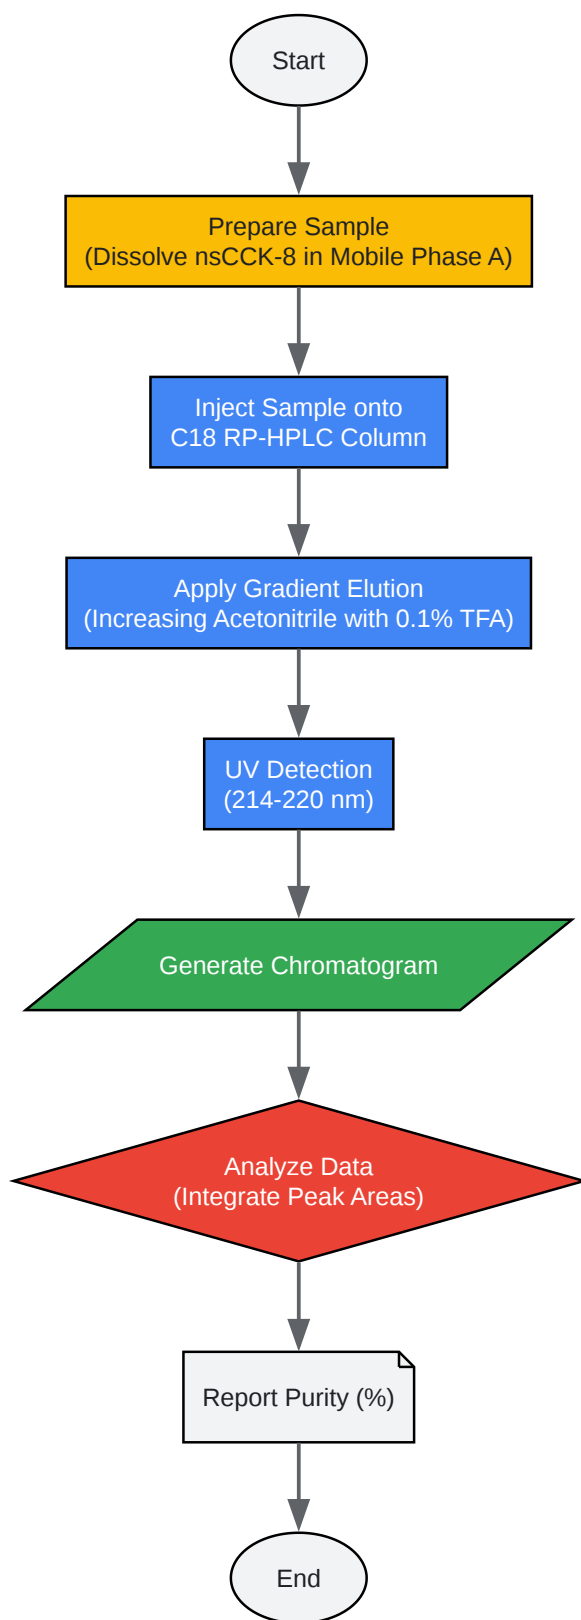 Start
Prepare Sample
(Dissolve nsCCK-8 in Mobile Phase A)
Inject Sample onto
C18 RP-HPLC Column
Apply Gradient Elution
(Increasing Acetonitrile with 0.1% TFA)
UV Detection
(214-220 nm)
Generate Chromatogram
Analyze Data
(Integrate Peak Areas)
Report Purity (%)
End